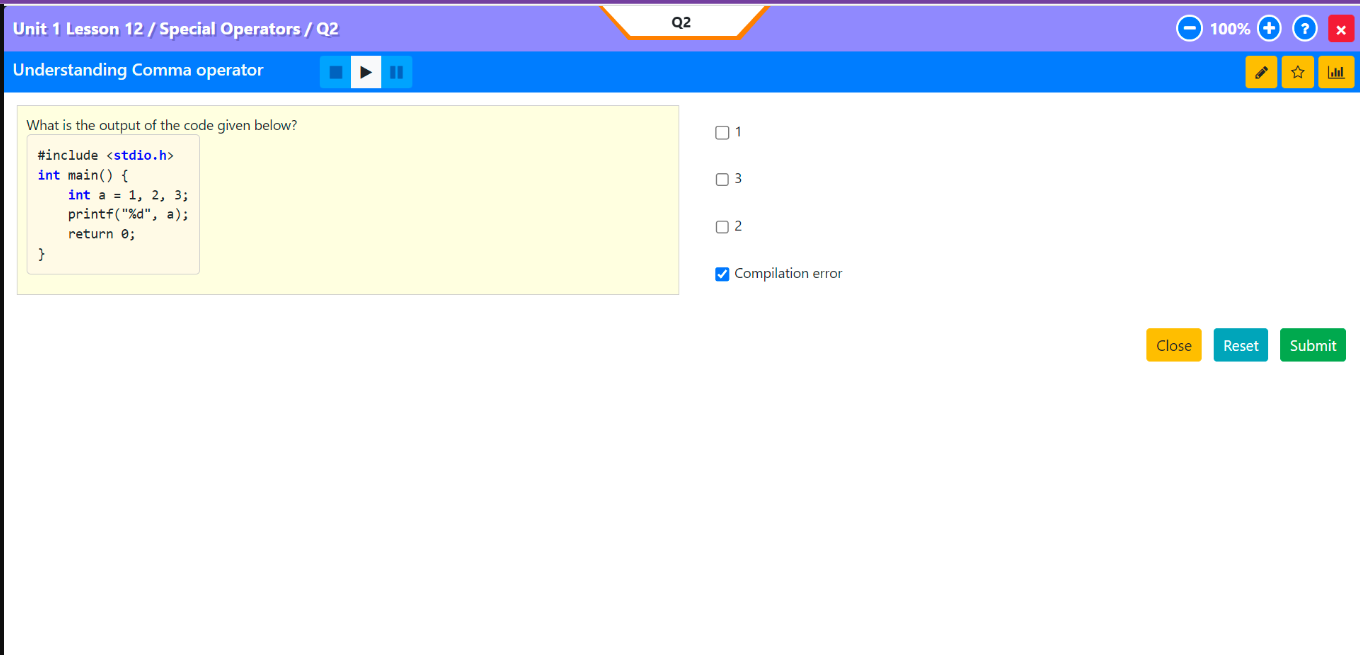 Unit 1 Lesson 12 / Special Operators / Q2
Q2
100%
?
x
Understanding Comma operator
What is the output of the code given below?
#include <stdio.h>
int main() {
    int a = 1, 2, 3;
    printf("%d", a);
    return 0;
}
1
3
2
Compilation error
Close
Reset
Submit